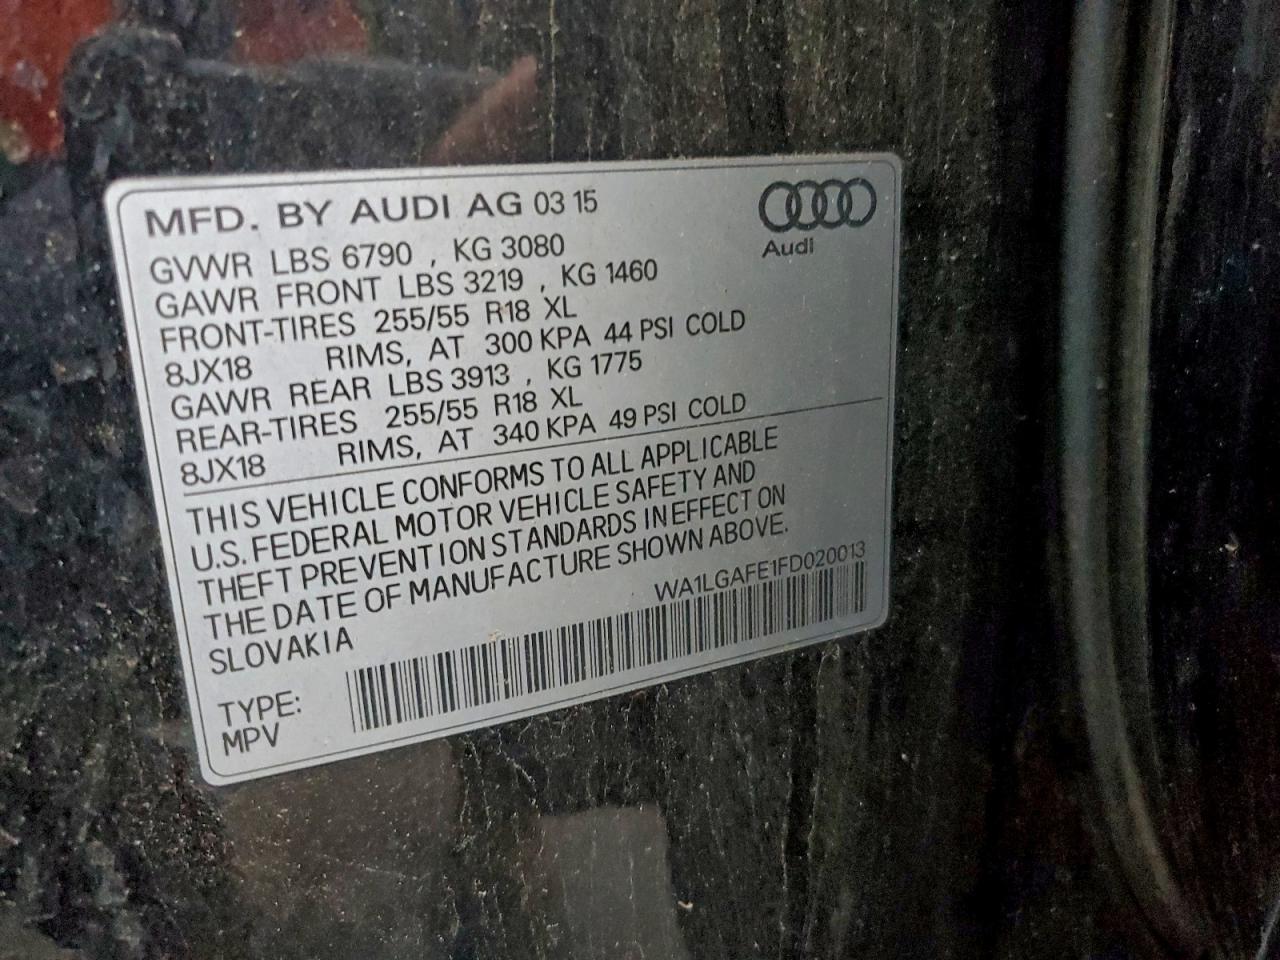 MFD. BY AUDI AG 03 15
Audi
GVWR LBS 6790 , KG 3080
GAWR FRONT LBS 3219 , KG 1460
FRONT-TIRES 255/55 R18 XL
8JX18 RIMS, AT 300 KPA 44 PSI COLD
GAWR REAR LBS 3913 , KG 1775
REAR-TIRES 255/55 R18 XL
8JX18 RIMS, AT 340 KPA 49 PSI COLD
THIS VEHICLE CONFORMS TO ALL APPLICABLE
U.S. FEDERAL MOTOR VEHICLE SAFETY AND
THEFT PREVENTION STANDARDS IN EFFECT ON
THE DATE OF MANUFACTURE SHOWN ABOVE.
SLOVAKIA
WA1LGAFE1FD020013
TYPE:
MPV